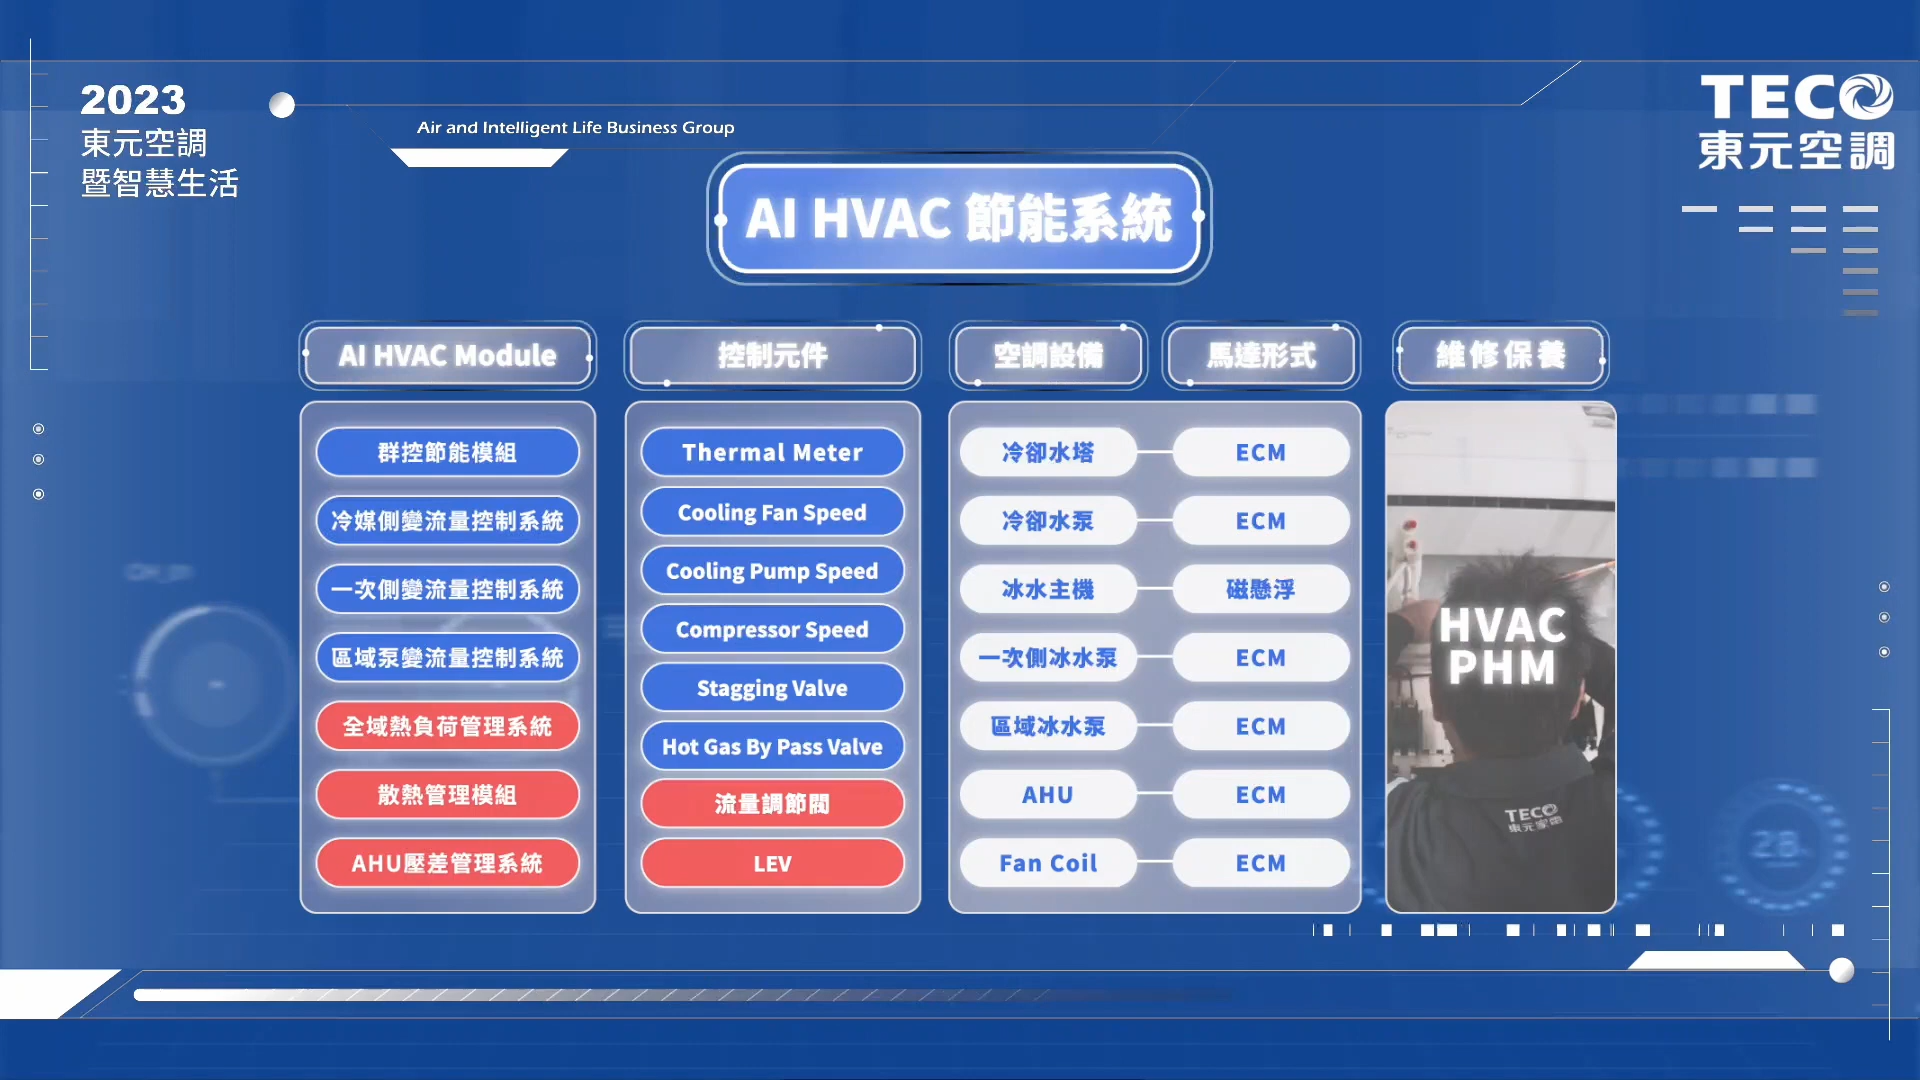 2023
東元空調
暨智慧生活
Air and Intelligent Life Business Group
TECO
東元空調
AI HVAC 節能系統
AI HVAC Module
群控節能模組
冷媒側變流量控制系統
一次側變流量控制系統
區域泵變流量控制系統
全域熱負荷管理系統
散熱管理模組
AHU壓差管理系統
控制元件
Thermal Meter
Cooling Fan Speed
Cooling Pump Speed
Compressor Speed
Stagging Valve
Hot Gas By Pass Valve
流量調節閥
LEV
空調設備 馬達形式
冷卻水塔 ECM
冷卻水泵 ECM
冰水主機 磁懸浮
一次側冰水泵 ECM
區域冰水泵 ECM
AHU ECM
Fan Coil ECM
維修保養
HVAC
PHM
TECO
東元家電
28